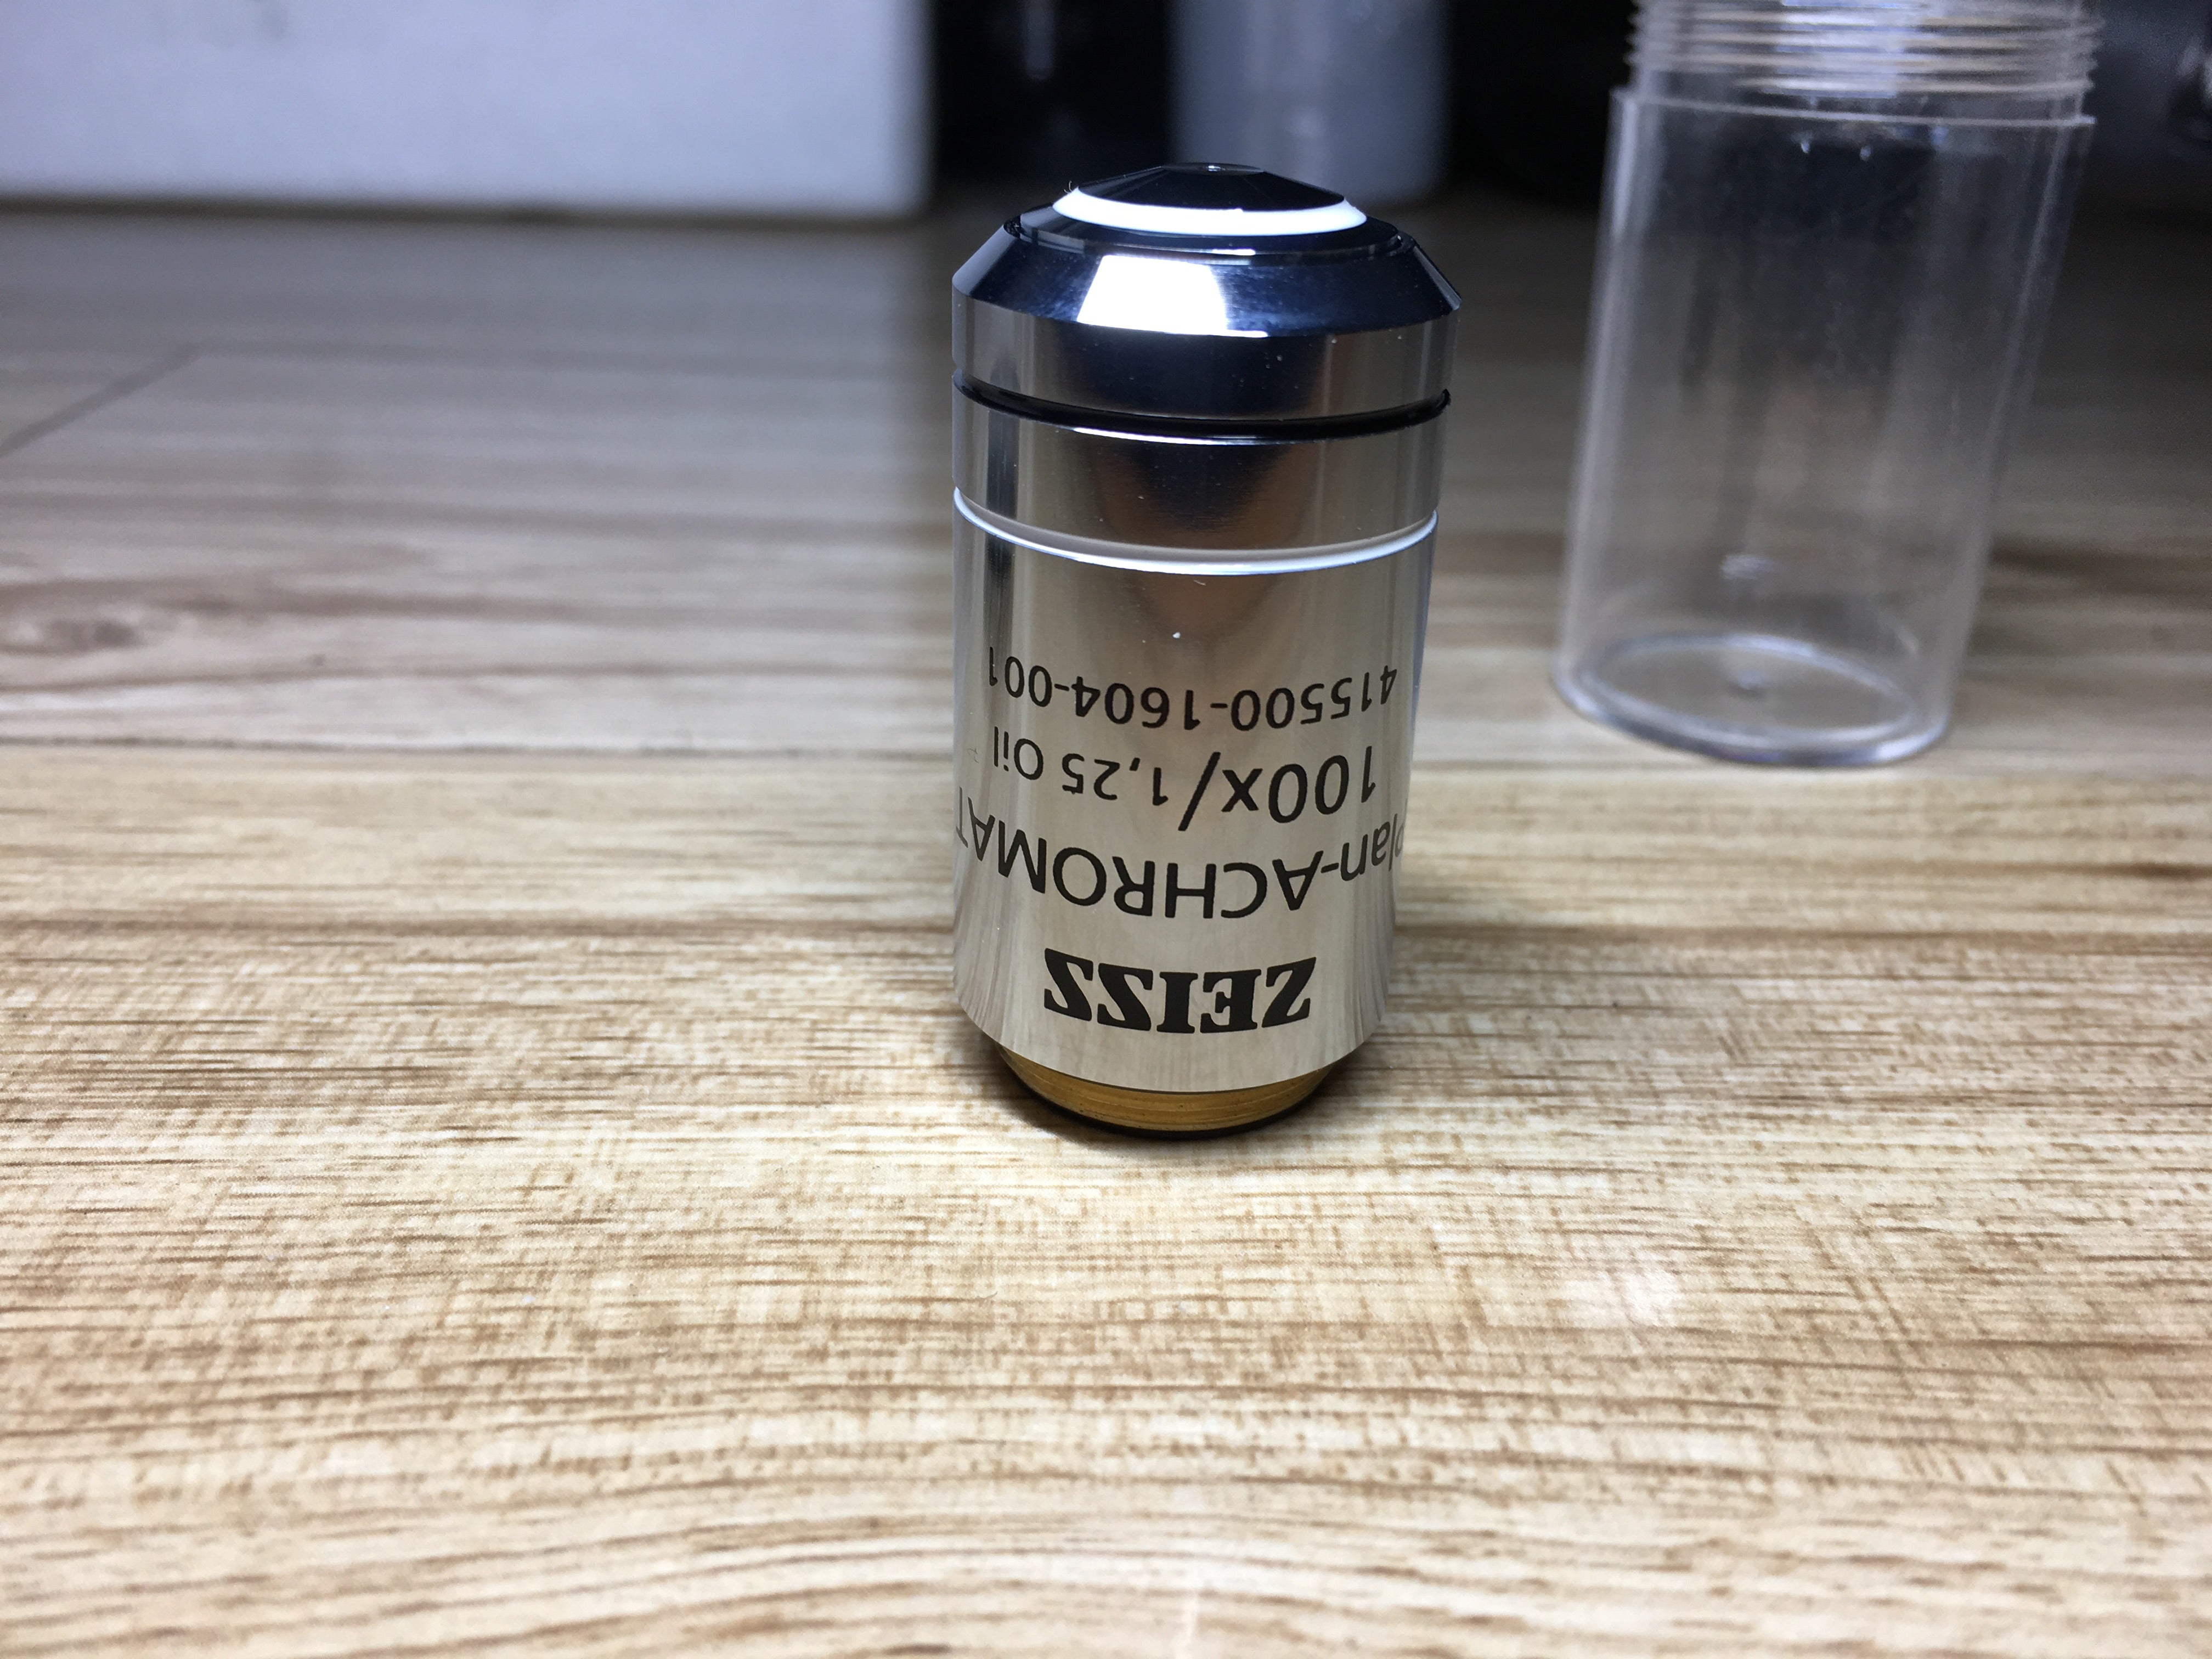 ZEISS
Plan-ACHROMAT
100x/1,25 Oil
415500-1604-001